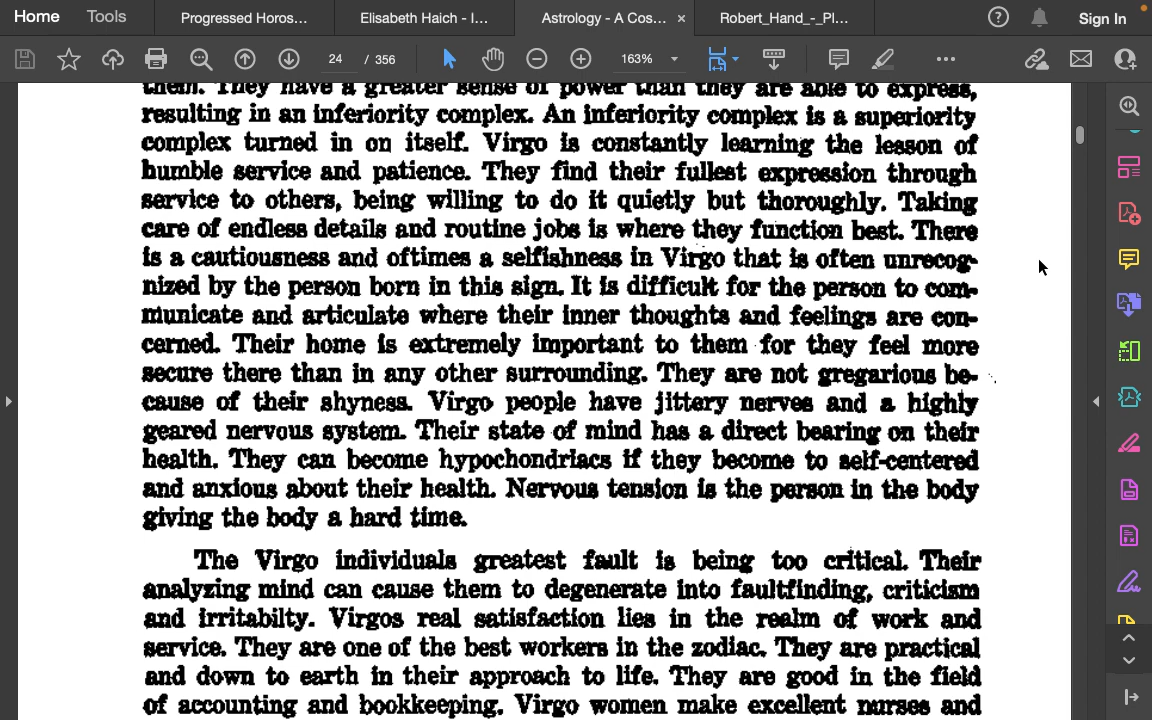 Home Tools Progressed Horos... Elisabeth Haich - I... Astrology - A Cos... × Robert_Hand_-_Pl... Sign In
24 / 356 163%
them. They have a greater sense of power than they are able to express,
resulting in an inferiority complex. An inferiority complex is a superiority
complex turned in on itself. Virgo is constantly learning the lesson of
humble service and patience. They find their fullest expression through
service to others, being willing to do it quietly but thoroughly. Taking
care of endless details and routine jobs is where they function best. There
is a cautiousness and oftimes a selfishness in Virgo that is often unrecog-
nized by the person born in this sign. It is difficult for the person to com-
municate and articulate where their inner thoughts and feelings are con-
cerned. Their home is extremely important to them for they feel more
secure there than in any other surrounding. They are not gregarious be-
cause of their shyness. Virgo people have jittery nerves and a highly
geared nervous system. Their state of mind has a direct bearing on their
health. They can become hypochondriacs if they become to self-centered
and anxious about their health. Nervous tension is the person in the body
giving the body a hard time.
The Virgo individuals greatest fault is being too critical. Their
analyzing mind can cause them to degenerate into faultfinding, criticism
and irritabilty. Virgos real satisfaction lies in the realm of work and
service. They are one of the best workers in the zodiac. They are practical
and down to earth in their approach to life. They are good in the field
of accounting and bookkeeping. Virgo women make excellent nurses and